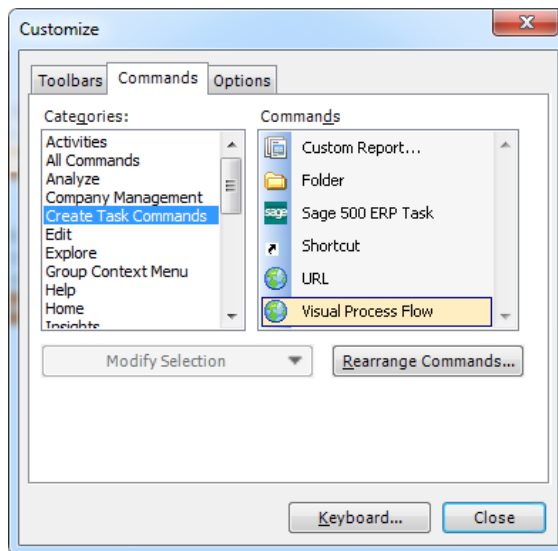 Customize
Toolbars Commands Options
Categories:
Activities
All Commands
Analyze
Company Management
Create Task Commands
Edit
Explore
Group Context Menu
Help
Home
Insights
Commands
Custom Report...
Folder
sage Sage 500 ERP Task
Shortcut
URL
Visual Process Flow
Modify Selection
Rearrange Commands...
Keyboard...
Close